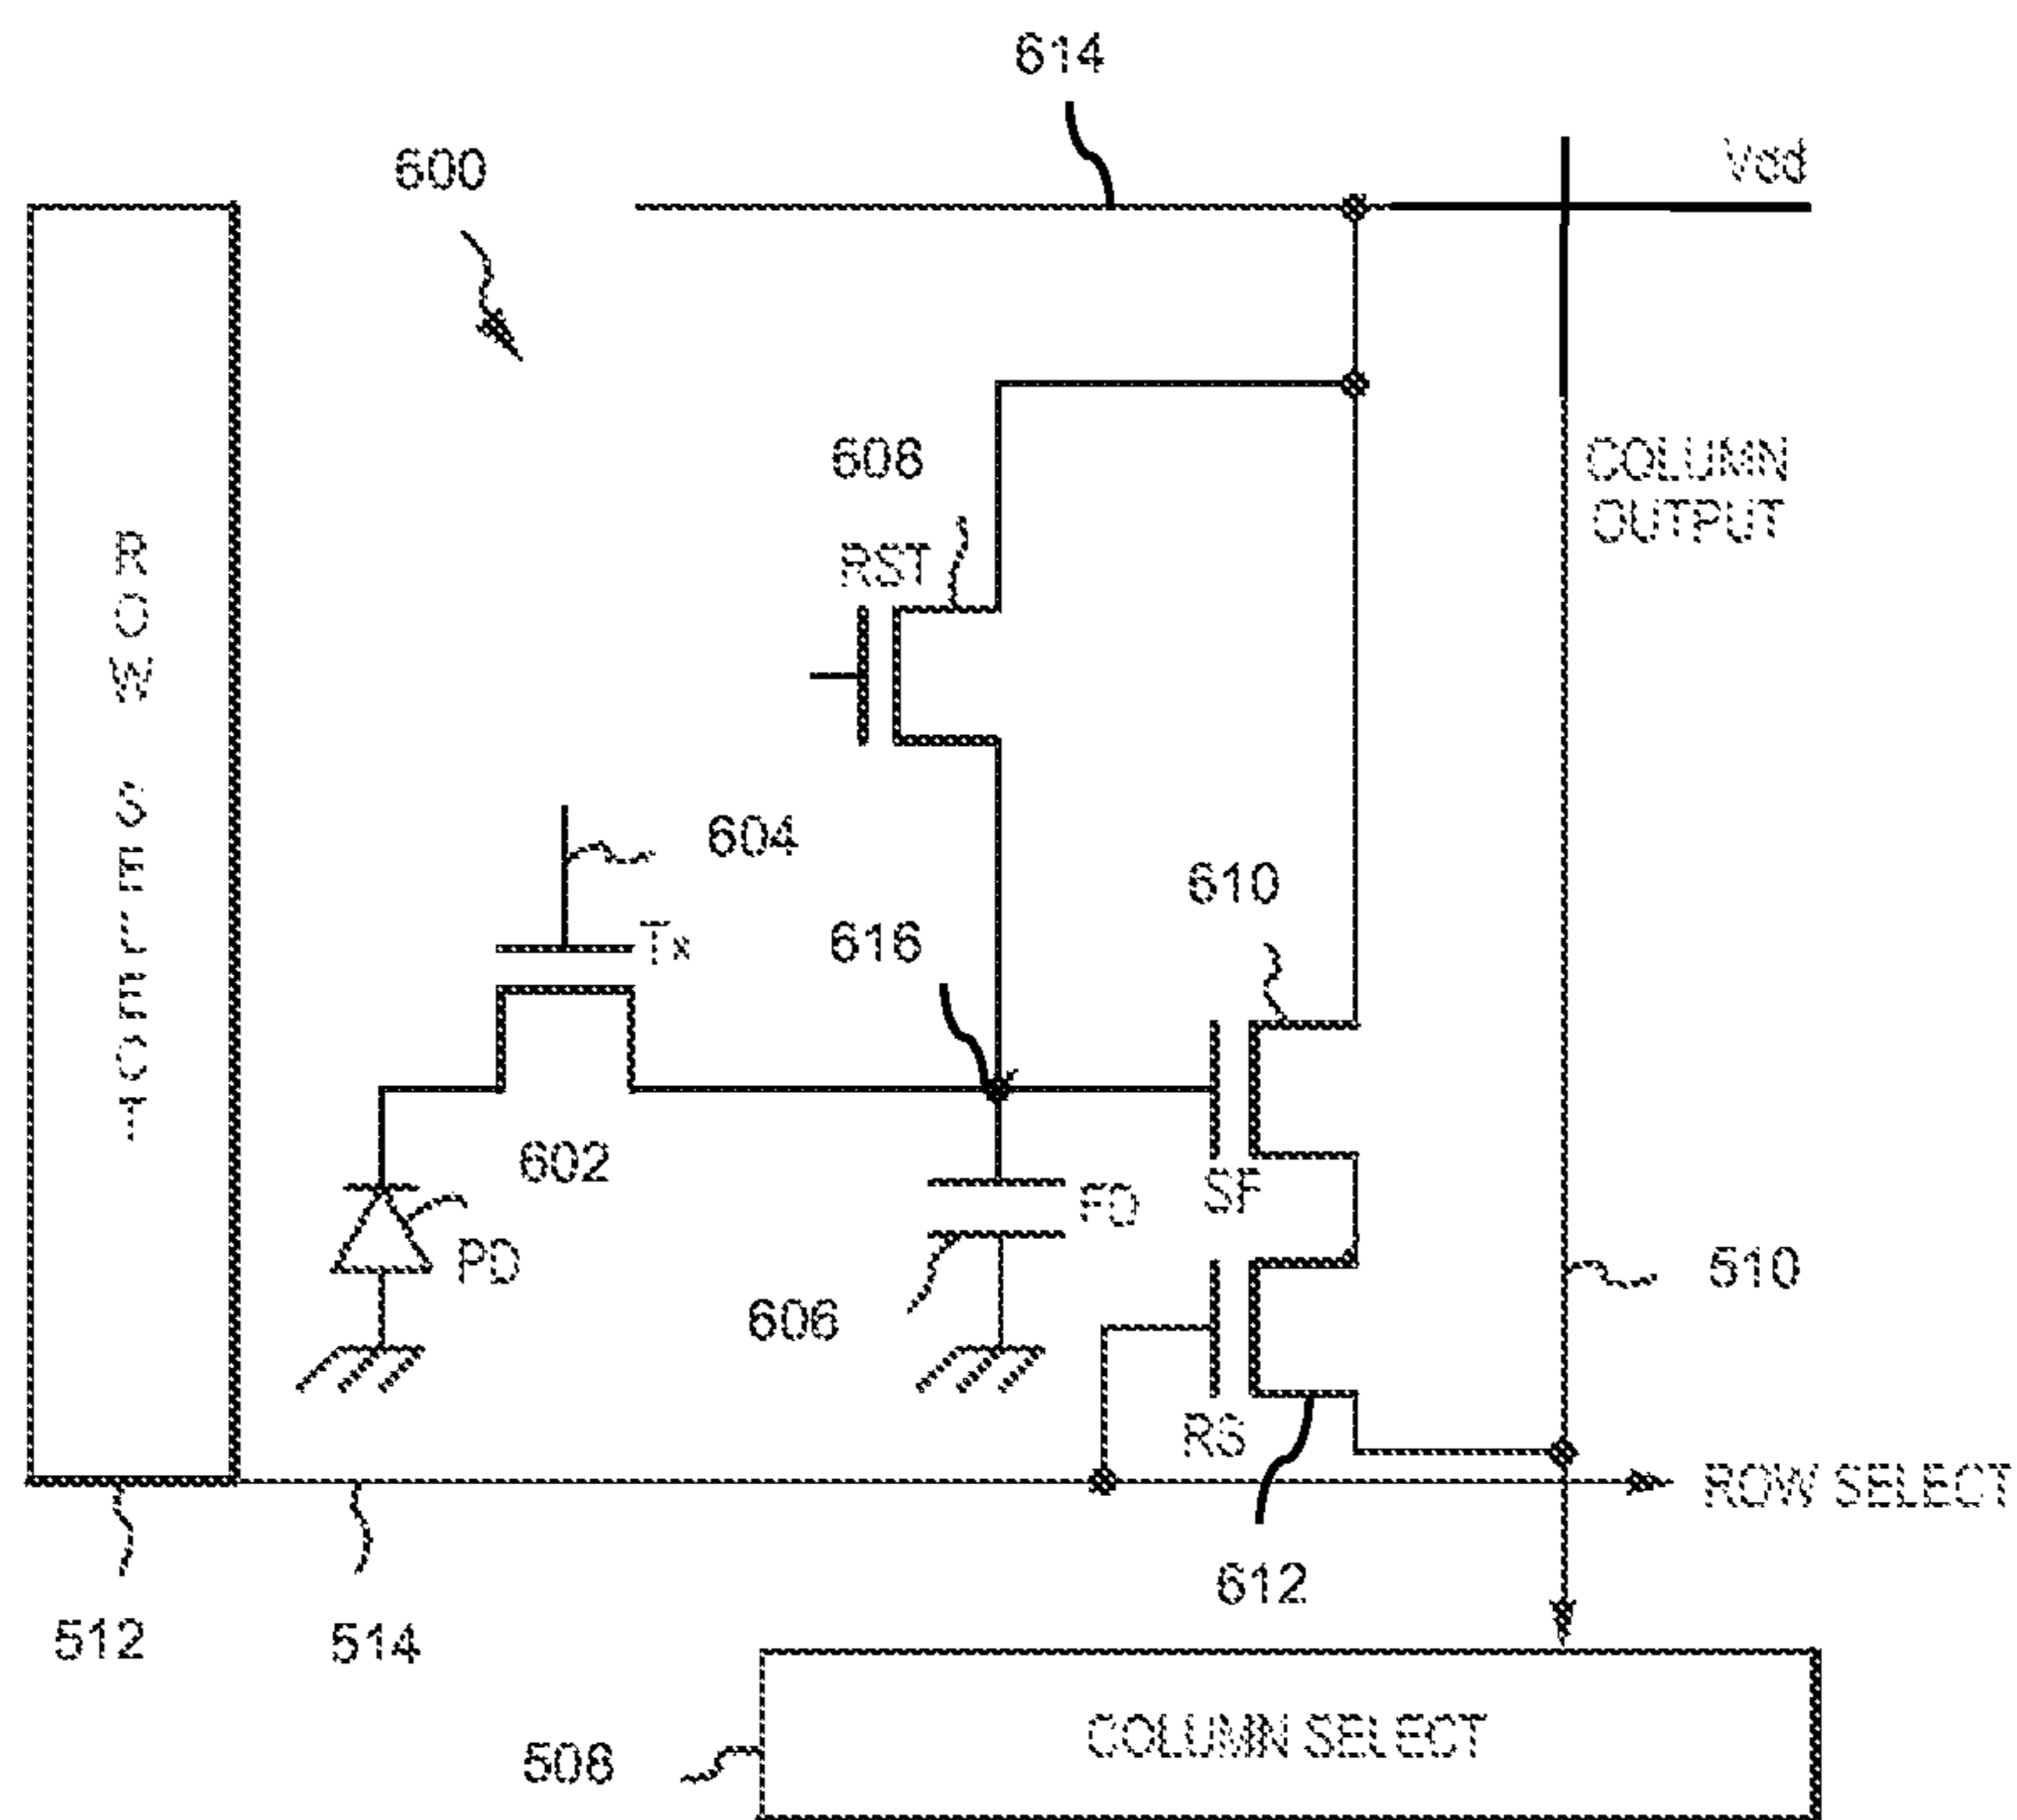 614
600
Vdd
608
COLUMN
OUTPUT
RST
ROW SELECT
604
610
Tx
616
602
FD
SF
PD
510
606
RS
ROW SELECT
612
512
514
COLUMN SELECT
508